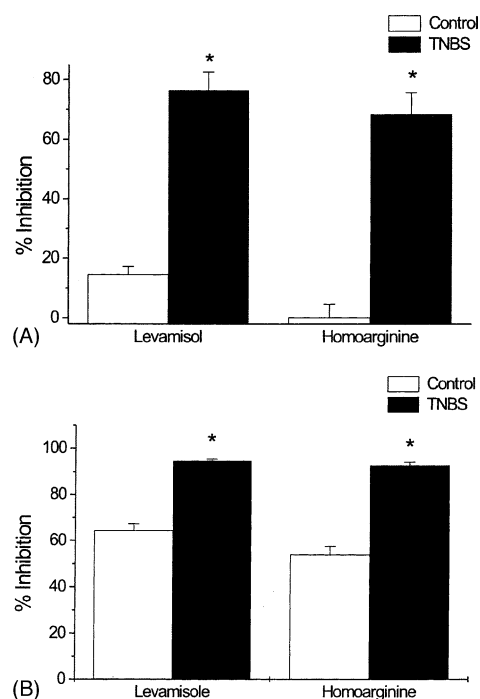 Control
TNBS
* *
80
60
40
20
0
% Inhibition
Levamisol Homoarginine
(A)
Control
TNBS
* *
100
80
60
40
20
0
% Inhibition
Levamisole Homoarginine
(B)